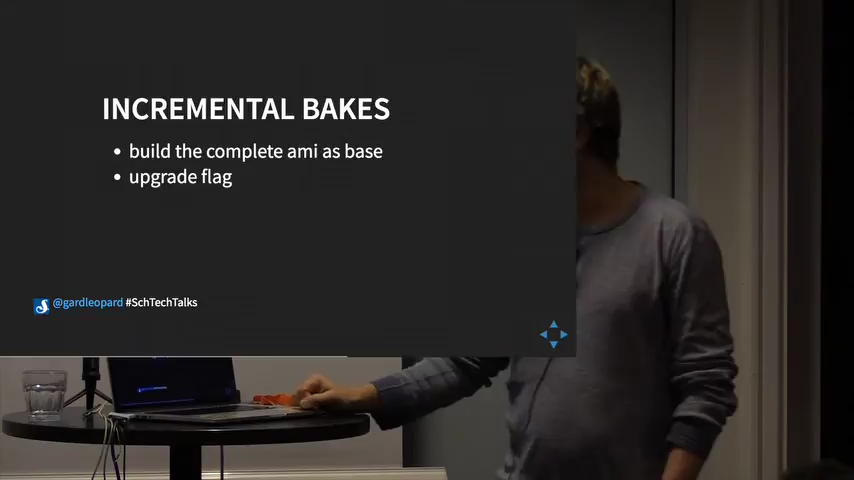 INCREMENTAL BAKES
build the complete ami as base
upgrade flag
@gardleopard #SchTechTalks